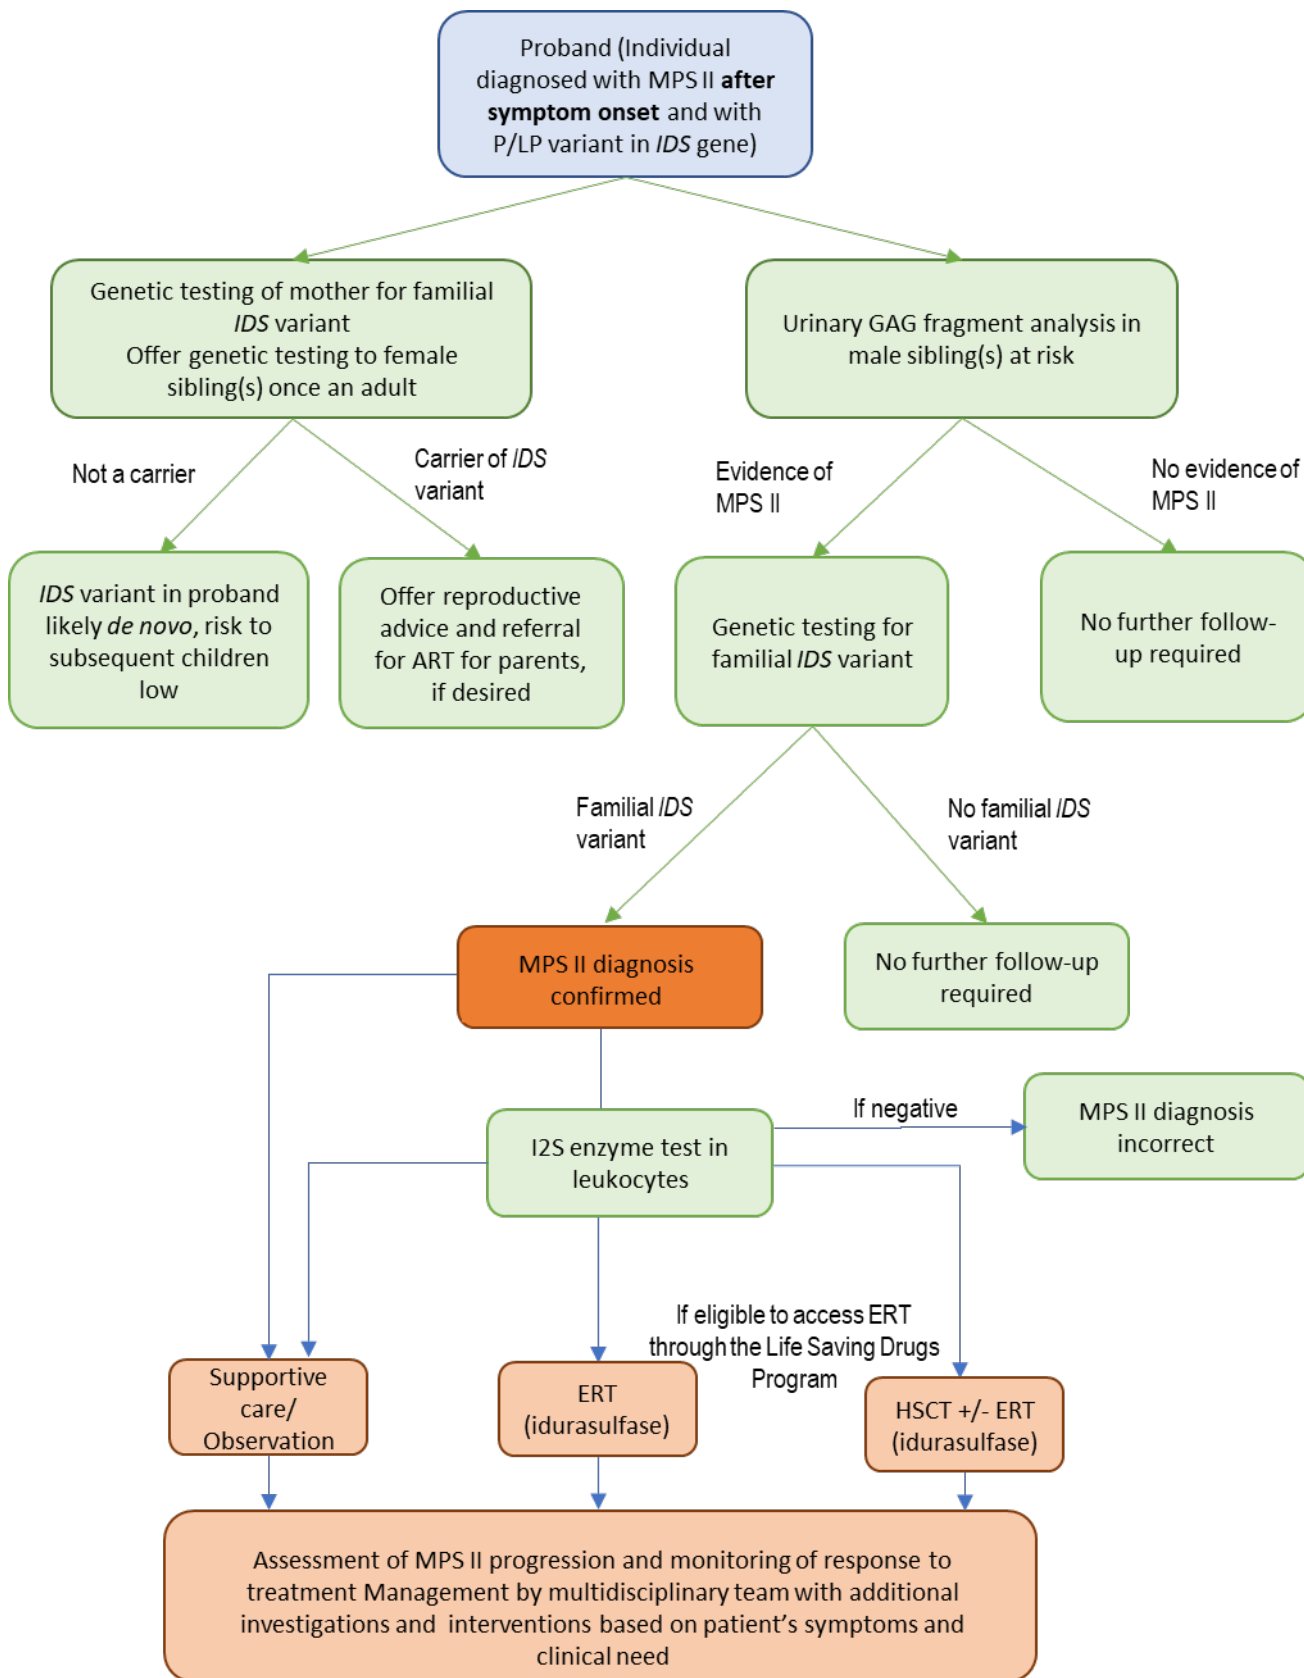 Proband (Individual
diagnosed with MPS II after
symptom onset and with
P/LP variant in IDS gene)
Genetic testing of mother for familial
IDS variant
Offer genetic testing to female
sibling(s) once an adult
Urinary GAG fragment analysis in
male sibling(s) at risk
Not a carrier
Carrier of IDS
variant
Evidence of
MPS II
No evidence of
MPS II
IDS variant in proband
likely de novo, risk to
subsequent children
low
Offer reproductive
advice and referral
for ART for parents,
if desired
Genetic testing for
familial IDS variant
No further follow-
up required
Familial IDS
variant
No familial IDS
variant
MPS II diagnosis
confirmed
No further follow-up
required
I2S enzyme test in
leukocytes
If negative
MPS II diagnosis
incorrect
If eligible to access ERT
through the Life Saving Drugs
Program
Supportive
care/
Observation
ERT
(idurasulfase)
HSCT +/- ERT
(idurasulfase)
Assessment of MPS II progression and monitoring of response to
treatment Management by multidisciplinary team with additional
investigations and interventions based on patient's symptoms and
clinical need